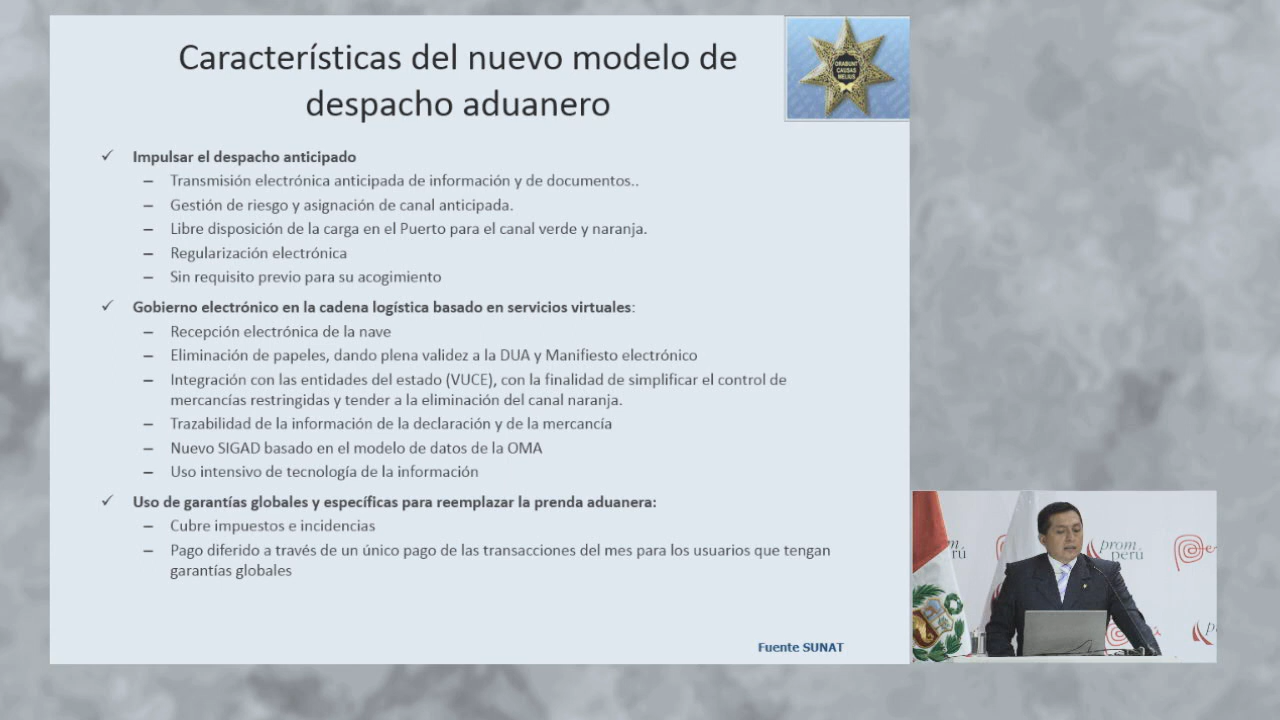 Características del nuevo modelo de
despacho aduanero
ORABUNT
CAUSAS
MELIUS
✓ Impulsar el despacho anticipado
– Transmisión electrónica anticipada de información y de documentos..
– Gestión de riesgo y asignación de canal anticipada.
– Libre disposición de la carga en el Puerto para el canal verde y naranja.
– Regularización electrónica
– Sin requisito previo para su acogimiento
✓ Gobierno electrónico en la cadena logística basado en servicios virtuales:
– Recepción electrónica de la nave
– Eliminación de papeles, dando plena validez a la DUA y Manifiesto electrónico
– Integración con las entidades del estado (VUCE), con la finalidad de simplificar el control de
mercancías restringidas y tender a la eliminación del canal naranja.
– Trazabilidad de la información de la declaración y de la mercancía
– Nuevo SIGAD basado en el modelo de datos de la OMA
– Uso intensivo de tecnología de la información
✓ Uso de garantías globales y específicas para reemplazar la prenda aduanera:
– Cubre impuestos e incidencias
– Pago diferido a través de un único pago de las transacciones del mes para los usuarios que tengan
garantías globales
Fuente SUNAT
prom
perú